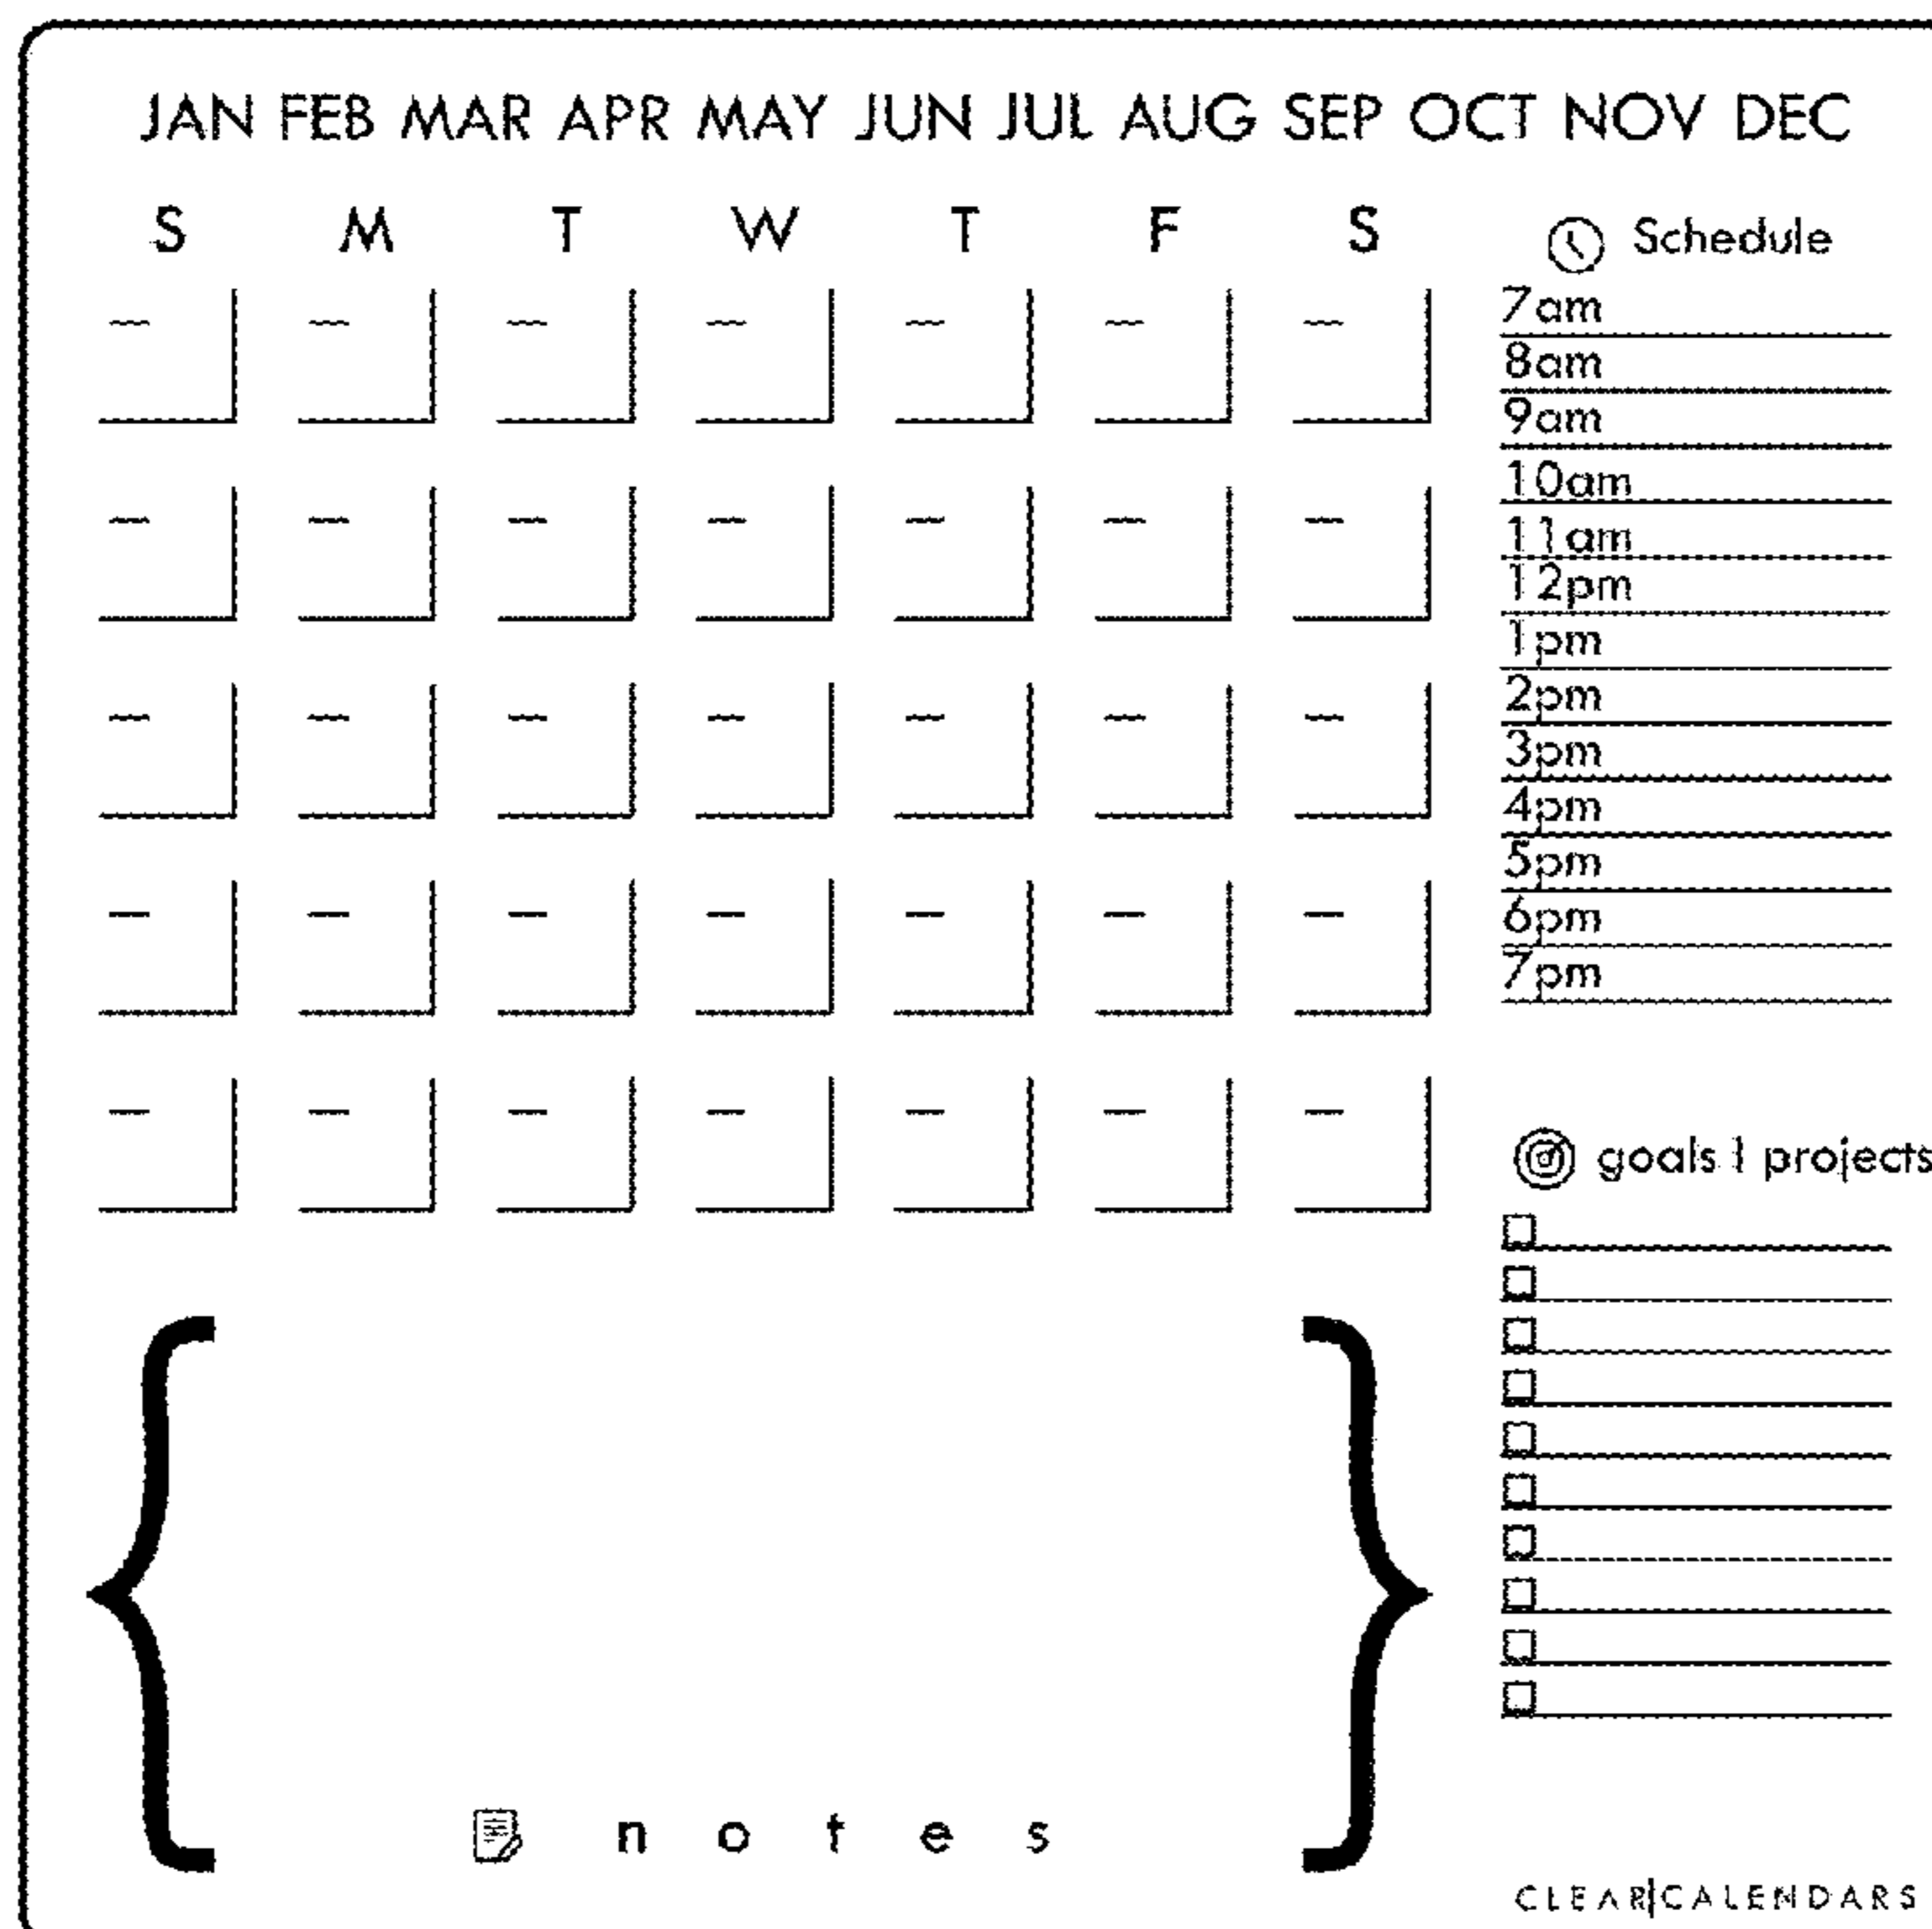 JAN FEB MAR APR MAY JUN JUL AUG SEP OCT NOV DEC
S M T W T F S
Schedule
7am
8am
9am
10am
11am
12pm
1pm
2pm
3pm
4pm
5pm
6pm
7pm
goals | projects
notes
CLEAR|CALENDARS